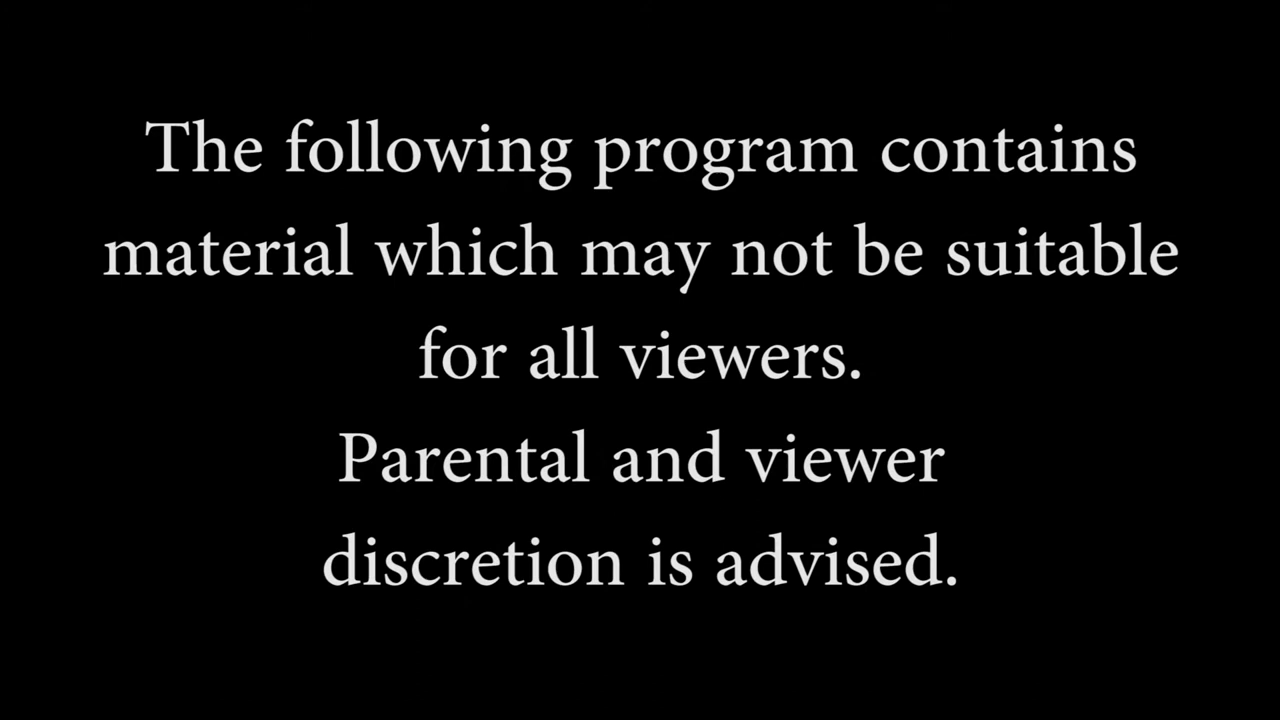 The following program contains
material which may not be suitable
for all viewers.
Parental and viewer
discretion is advised.